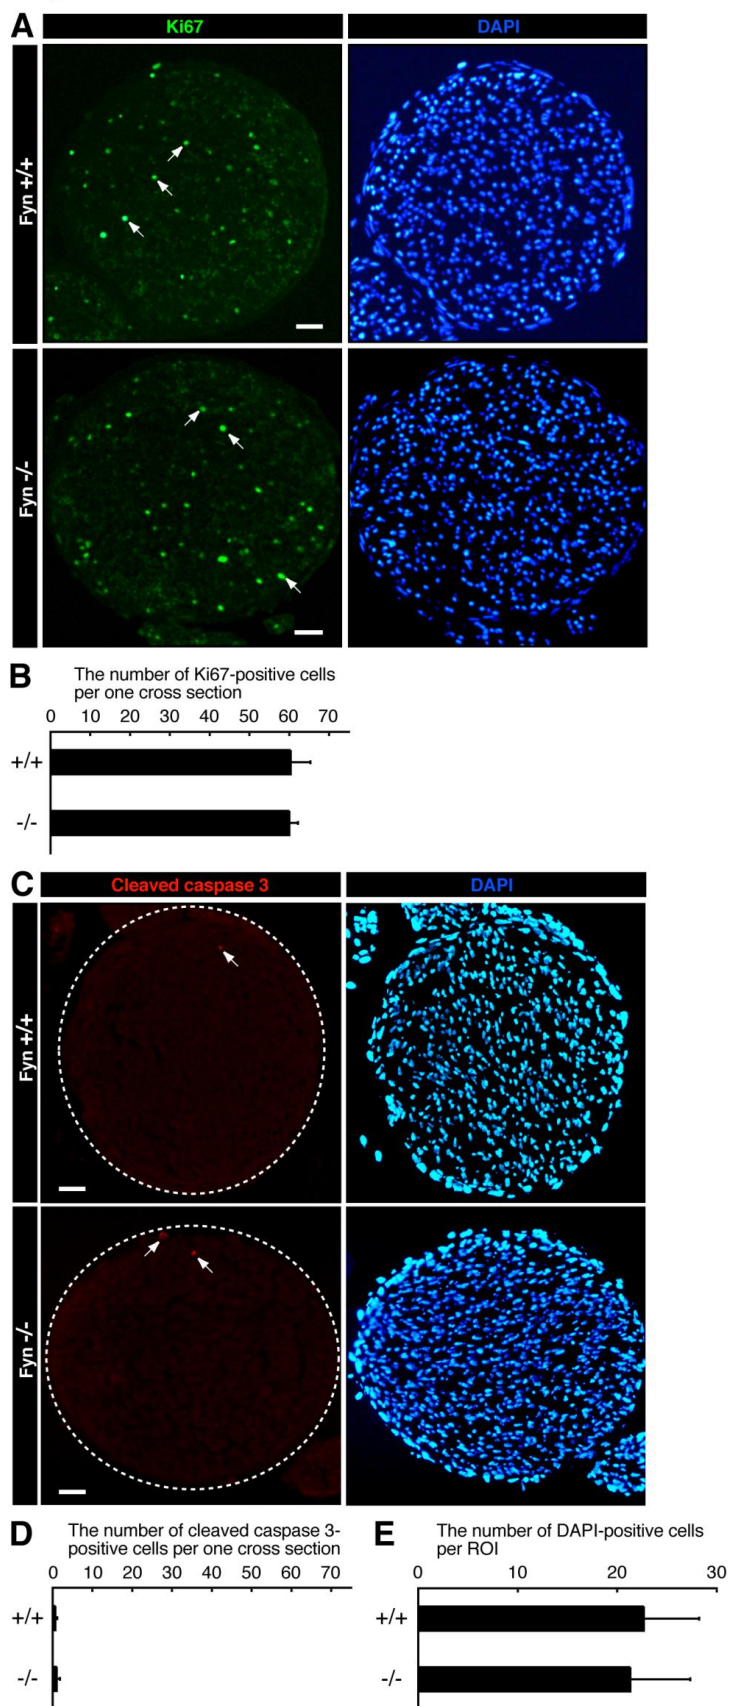 A
Ki67
DAPI
Fyn +/+
Fyn -/-
B
The number of Ki67-positive cells
per one cross section
0 10 20 30 40 50 60 70
+/+
-/-
C
Cleaved caspase 3
DAPI
Fyn +/+
Fyn -/-
D
The number of cleaved caspase 3-
positive cells per one cross section
0 10 20 30 40 50 60 70
+/+
-/-
E
The number of DAPI-positive cells
per ROI
0 10 20 30
+/+
-/-